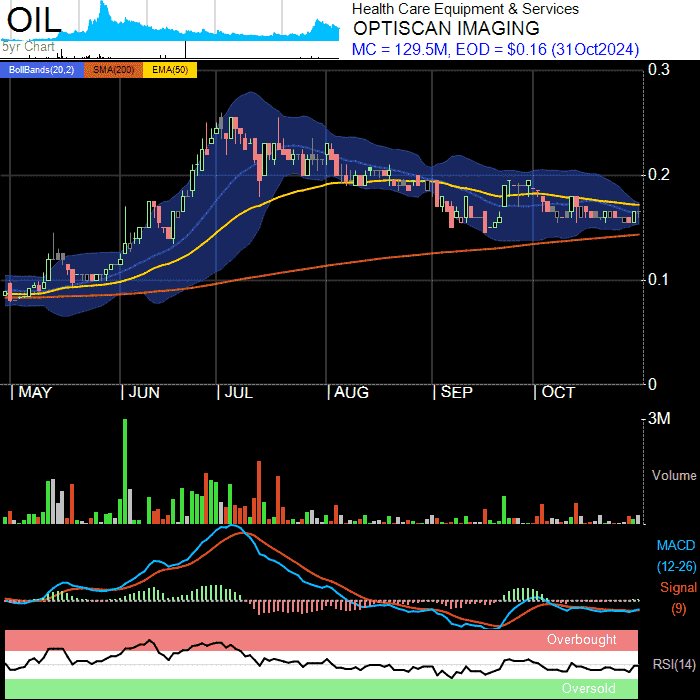 OIL
5yr Chart
Health Care Equipment & Services
OPTISCAN IMAGING
MC = 129.5M, EOD = $0.16 (31Oct2024)
BollBands(20,2) SMA(200) EMA(50)
0.3
0.2
0.1
0
MAY JUN JUL AUG SEP OCT
3M
Volume
MACD
(12-26)
Signal
(9)
Overbought
RSI(14)
Oversold